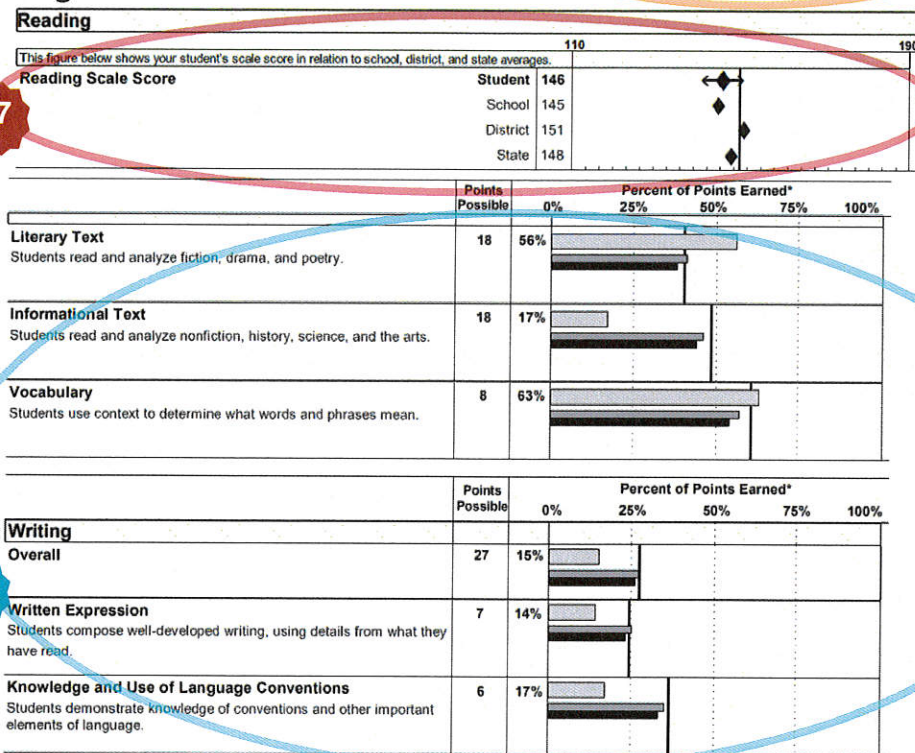 Reading
110 190
This figure below shows your student's scale score in relation to school, district, and state averages.
Reading Scale Score Student 146
School 145
District 151
State 148
7
Points Possible Percent of Points Earned*
0% 25% 50% 75% 100%
Literary Text 18 56%
Students read and analyze fiction, drama, and poetry.
Informational Text 18 17%
Students read and analyze nonfiction, history, science, and the arts.
Vocabulary 8 63%
Students use context to determine what words and phrases mean.
Points Possible Percent of Points Earned*
0% 25% 50% 75% 100%
Writing
Overall 27 15%
Written Expression 7 14%
Students compose well-developed writing, using details from what they
have read.
Knowledge and Use of Language Conventions 6 17%
Students demonstrate knowledge of conventions and other important
elements of language.